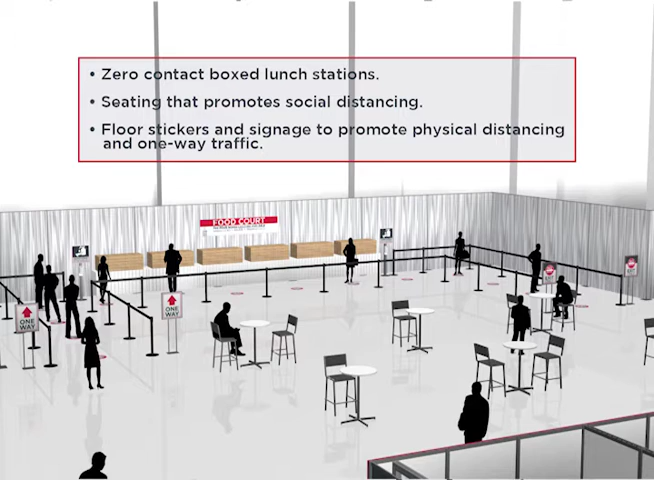 • Zero contact boxed lunch stations.
• Seating that promotes social distancing.
• Floor stickers and signage to promote physical distancing
and one-way traffic.
FOOD COURT
ONE
WAY
ONE
WAY